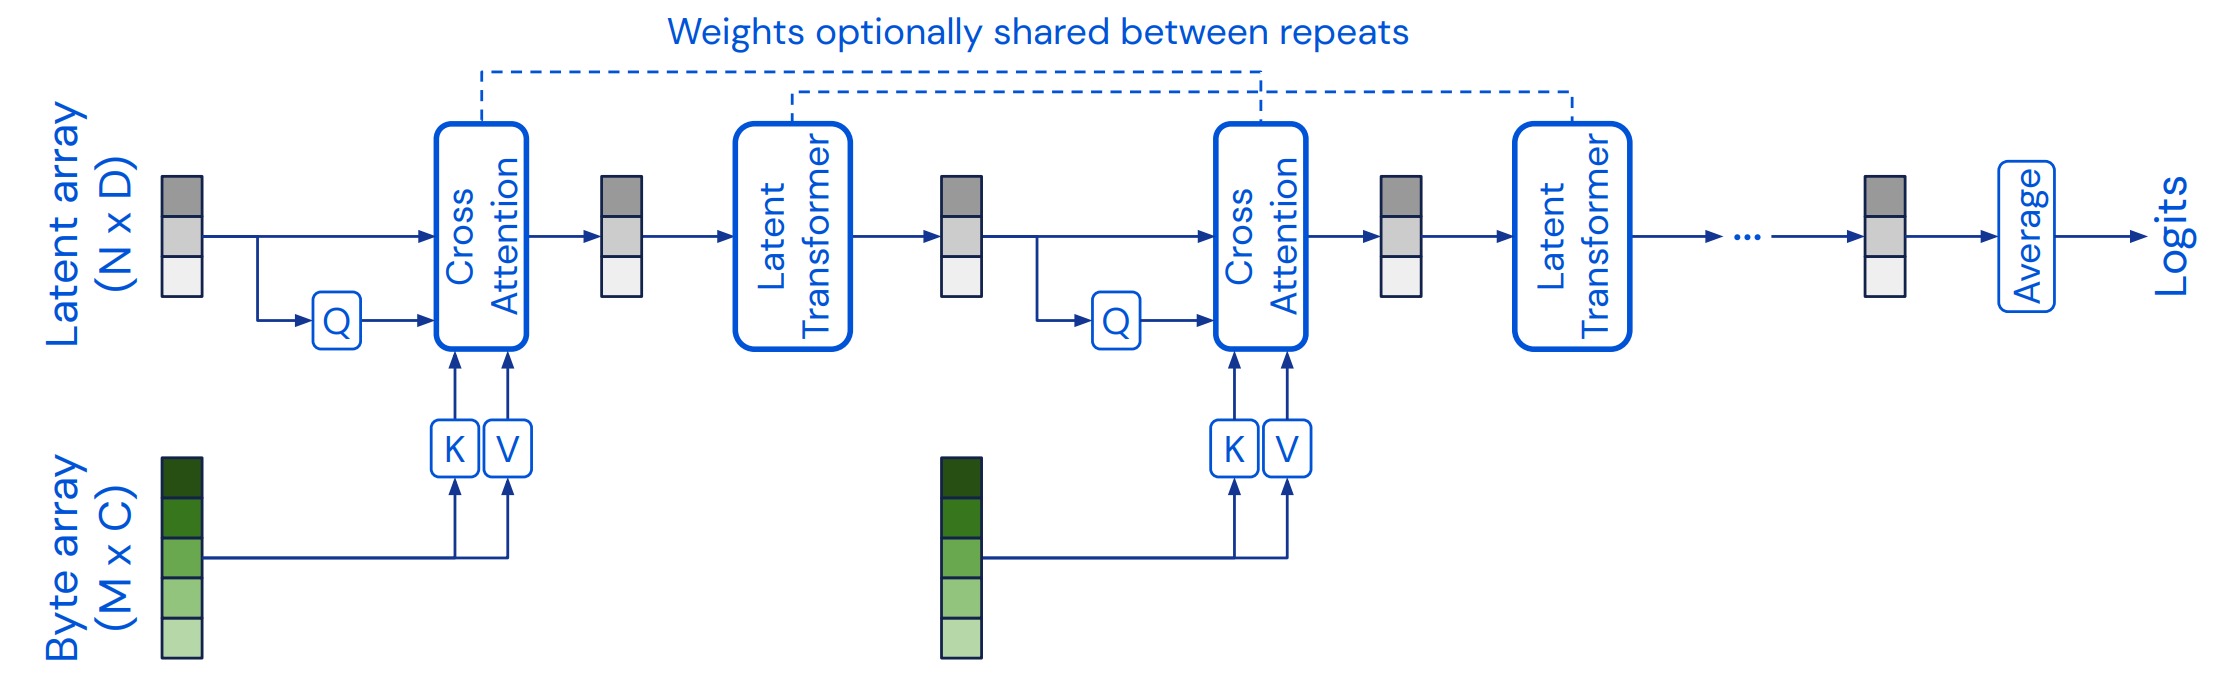 Weights optionally shared between repeats
Latent array
(N x D)
Q
Cross
Attention
Latent
Transformer
Q
Cross
Attention
Latent
Transformer
...
Average
Logits
K
V
K
V
Byte array
(M x C)